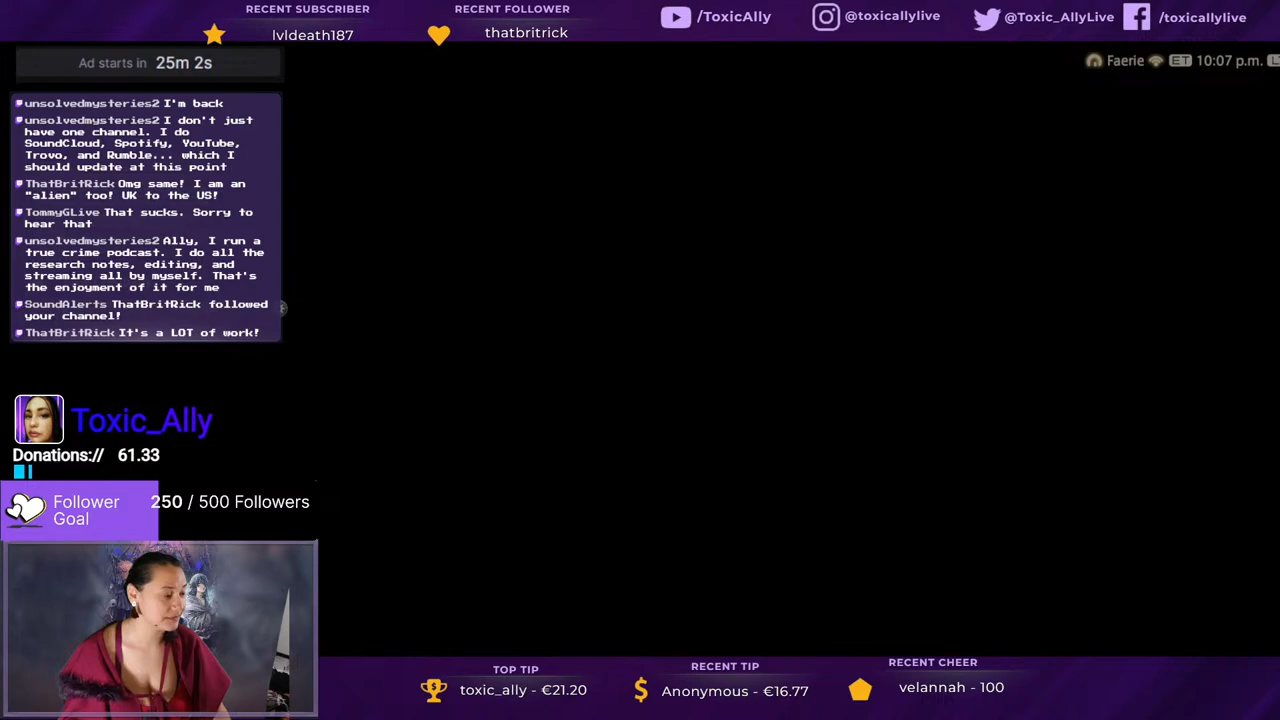 RECENT SUBSCRIBER
lvldeath187
RECENT FOLLOWER
thatbritrick
/ToxicAlly
@toxicallylive
@Toxic_AllyLive
/toxicallylive
Ad starts in 25m 2s
Faerie ET 10:07 p.m.
unsolvedmysteries2 I'm back
unsolvedmysteries2 I don't just
have one channel. I do
SoundCloud, Spotify, YouTube,
Trovo, and Rumble... which I
should update at this point
ThatBritRick Omg same! I am an
"alien" too! UK to the US!
TommyGLive That sucks. Sorry to
hear that
unsolvedmysteries2 Ally, I run a
true crime podcast. I do all the
research notes, editing, and
streaming all by myself. That's
the enjoyment of it for me
SoundAlerts ThatBritRick followed
your channel!
ThatBritRick It's a LOT of work!
Toxic_Ally
Donations:// 61.33
Follower
Goal
250 / 500 Followers
TOP TIP
toxic_ally - €21.20
RECENT TIP
Anonymous - €16.77
RECENT CHEER
velannah - 100